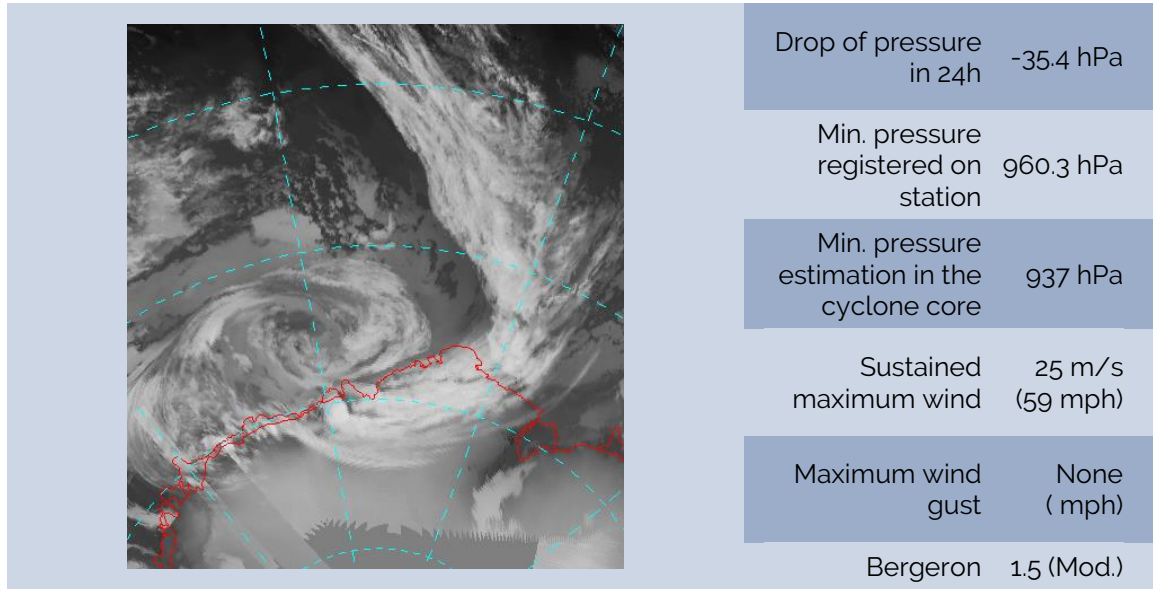 Drop of pressure
in 24h
-35.4 hPa
Min. pressure
registered on
station
960.3 hPa
Min. pressure
estimation in the
cyclone core
937 hPa
Sustained
maximum wind
25 m/s
(59 mph)
Maximum wind
gust
None
( mph)
Bergeron
1.5 (Mod.)